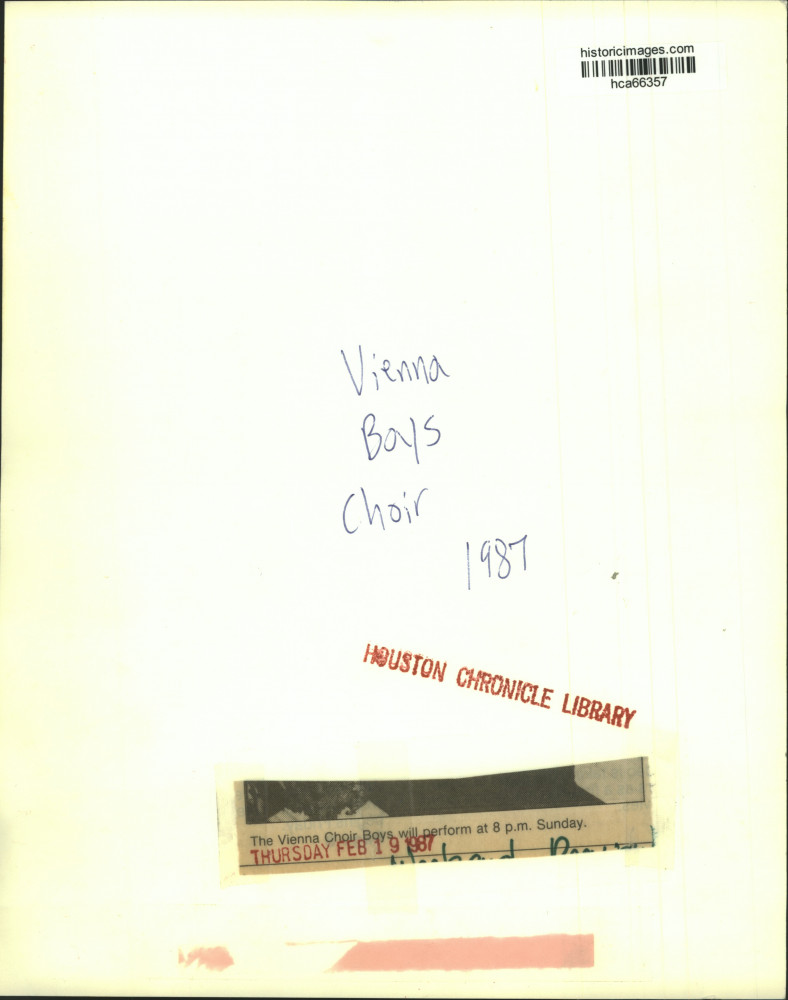 historicimages.com
hca66357
Vienna
Boys
Choir
1987
HOUSTON CHRONICLE LIBRARY
The Vienna Choir Boys will perform at 8 p.m. Sunday.
THURSDAY FEB 19 1987
Weekend